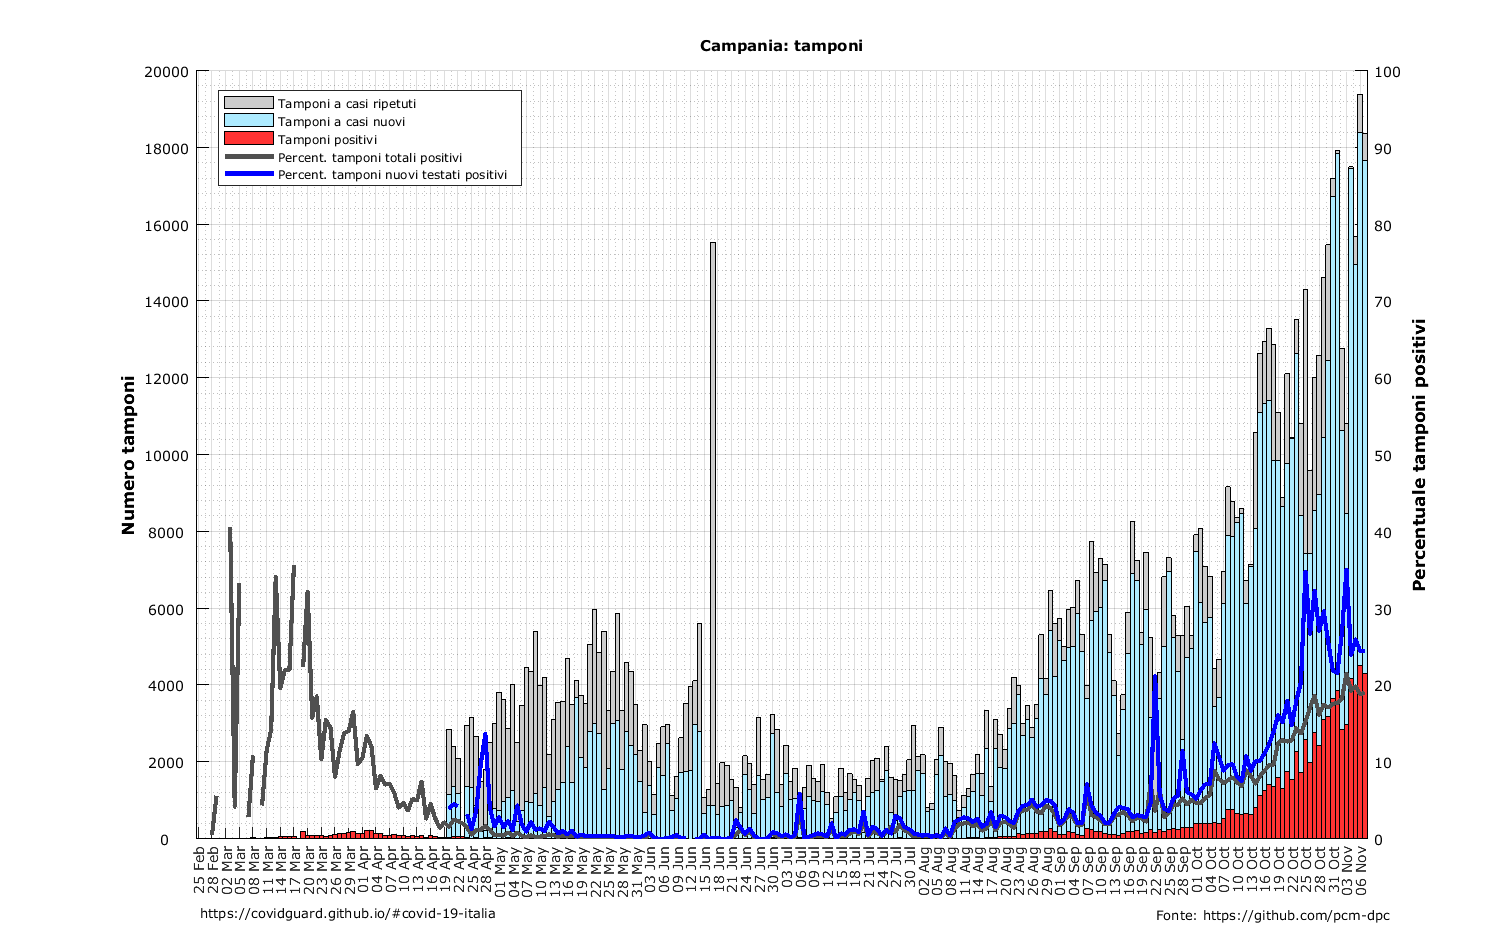 Campania: tamponi
Tamponi a casi ripetuti
Tamponi a casi nuovi
Tamponi positivi
Percent. tamponi totali positivi
Percent. tamponi nuovi testati positivi
Numero tamponi
20000
18000
16000
14000
12000
10000
8000
6000
4000
2000
0
100
90
80
70
60
50
40
30
20
10
0
Percentuale tamponi positivi
25 Feb
28 Feb
02 Mar
05 Mar
08 Mar
11 Mar
14 Mar
17 Mar
20 Mar
23 Mar
26 Mar
29 Mar
01 Apr
04 Apr
07 Apr
10 Apr
13 Apr
16 Apr
19 Apr
22 Apr
25 Apr
28 Apr
01 May
04 May
07 May
10 May
13 May
16 May
19 May
22 May
25 May
28 May
31 May
03 Jun
06 Jun
09 Jun
12 Jun
15 Jun
18 Jun
21 Jun
24 Jun
27 Jun
30 Jun
03 Jul
06 Jul
09 Jul
12 Jul
15 Jul
18 Jul
21 Jul
24 Jul
27 Jul
30 Jul
02 Aug
05 Aug
08 Aug
11 Aug
14 Aug
17 Aug
20 Aug
23 Aug
26 Aug
29 Aug
01 Sep
04 Sep
07 Sep
10 Sep
13 Sep
16 Sep
19 Sep
22 Sep
25 Sep
28 Sep
01 Oct
04 Oct
07 Oct
10 Oct
13 Oct
16 Oct
19 Oct
22 Oct
25 Oct
28 Oct
31 Oct
03 Nov
06 Nov
https://covidguard.github.io/#covid-19-italia
Fonte: https://github.com/pcm-dpc